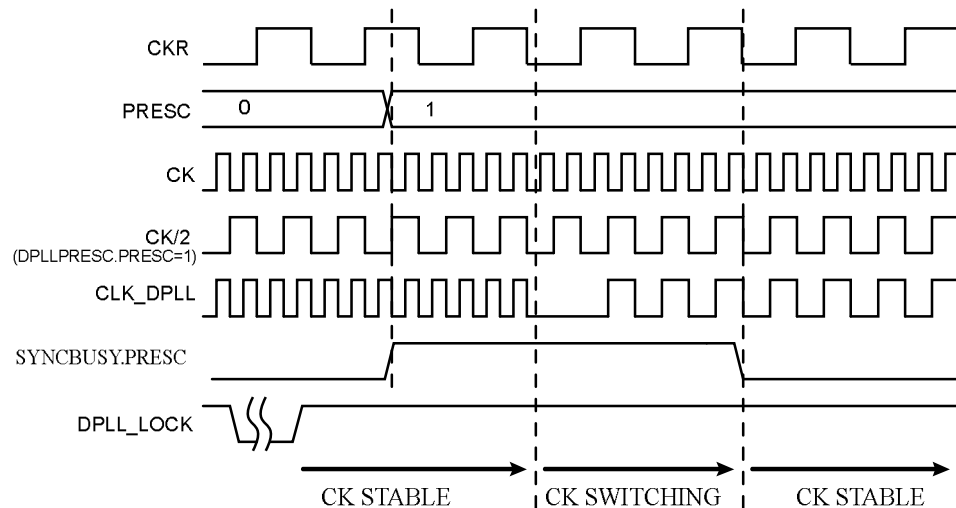 CKR
PRESC
0
1
CK
CK/2
(DPLLPRESC.PRESC=1)
CLK_DPLL
SYNCBUSY.PRESC
DPLL_LOCK
CK STABLE
CK SWITCHING
CK STABLE